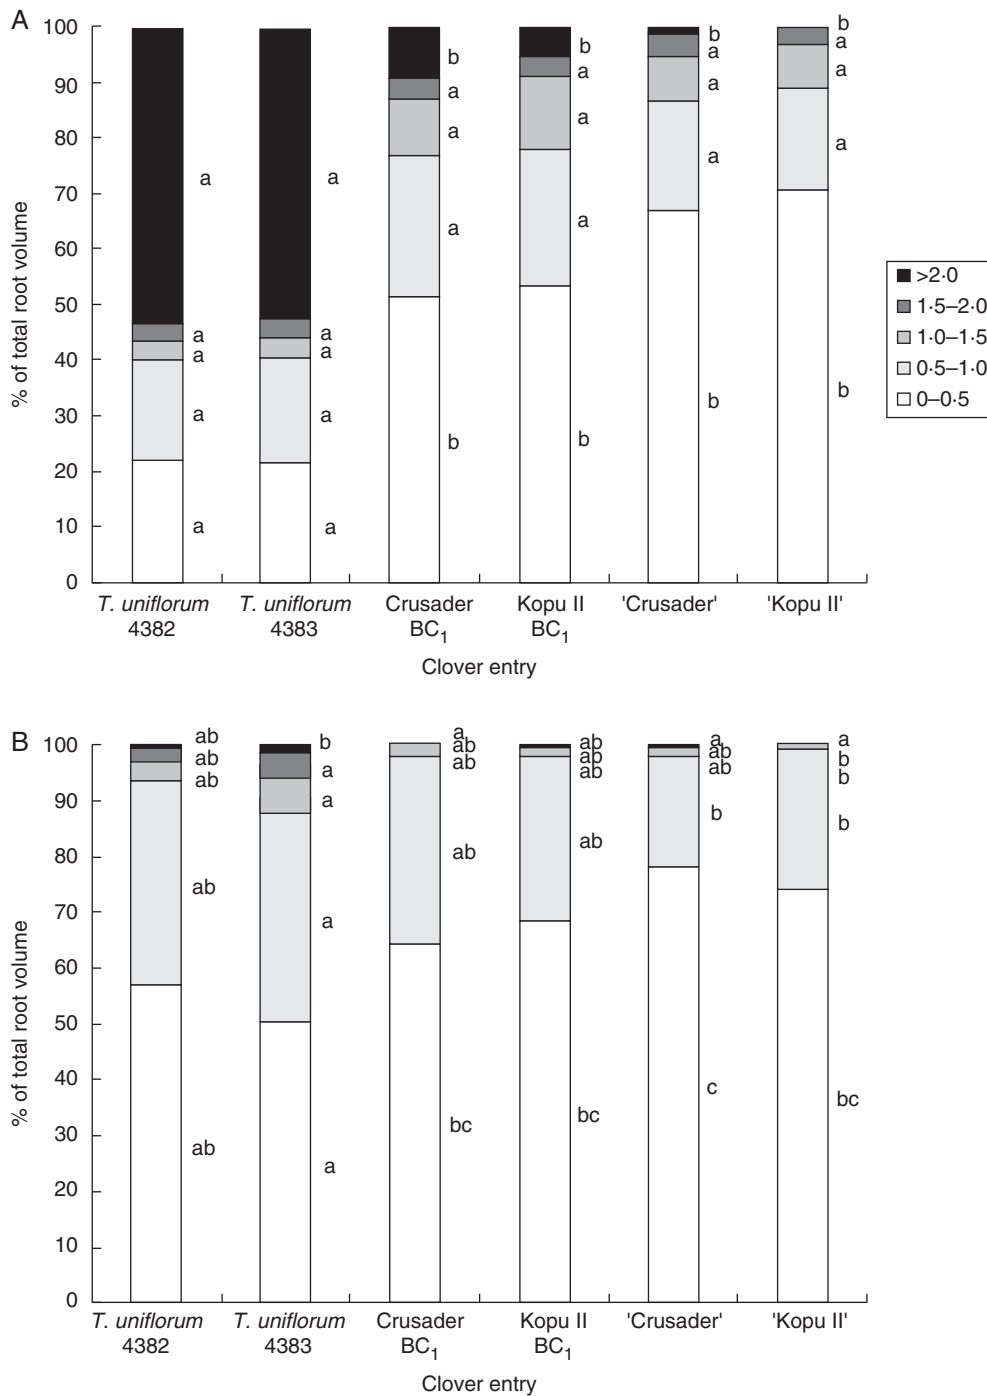 A
% of total root volume
100
90
80
70
60
50
40
30
20
10
0
a
a
a
a
a
a
a
a
a
a
b
a
a
a
b
b
a
a
a
b
b
a
a
a
b
b
a
a
a
b
>2·0
1·5–2·0
1·0–1·5
0·5–1·0
0–0·5
T. uniflorum
4382
T. uniflorum
4383
Crusader
BC1
Kopu II
BC1
'Crusader'
'Kopu II'
Clover entry
B
% of total root volume
100
90
80
70
60
50
40
30
20
10
0
ab
ab
ab
ab
ab
b
a
a
a
a
a
ab
ab
ab
bc
ab
ab
ab
ab
bc
a
ab
ab
b
c
a
b
b
b
bc
T. uniflorum
4382
T. uniflorum
4383
Crusader
BC1
Kopu II
BC1
'Crusader'
'Kopu II'
Clover entry